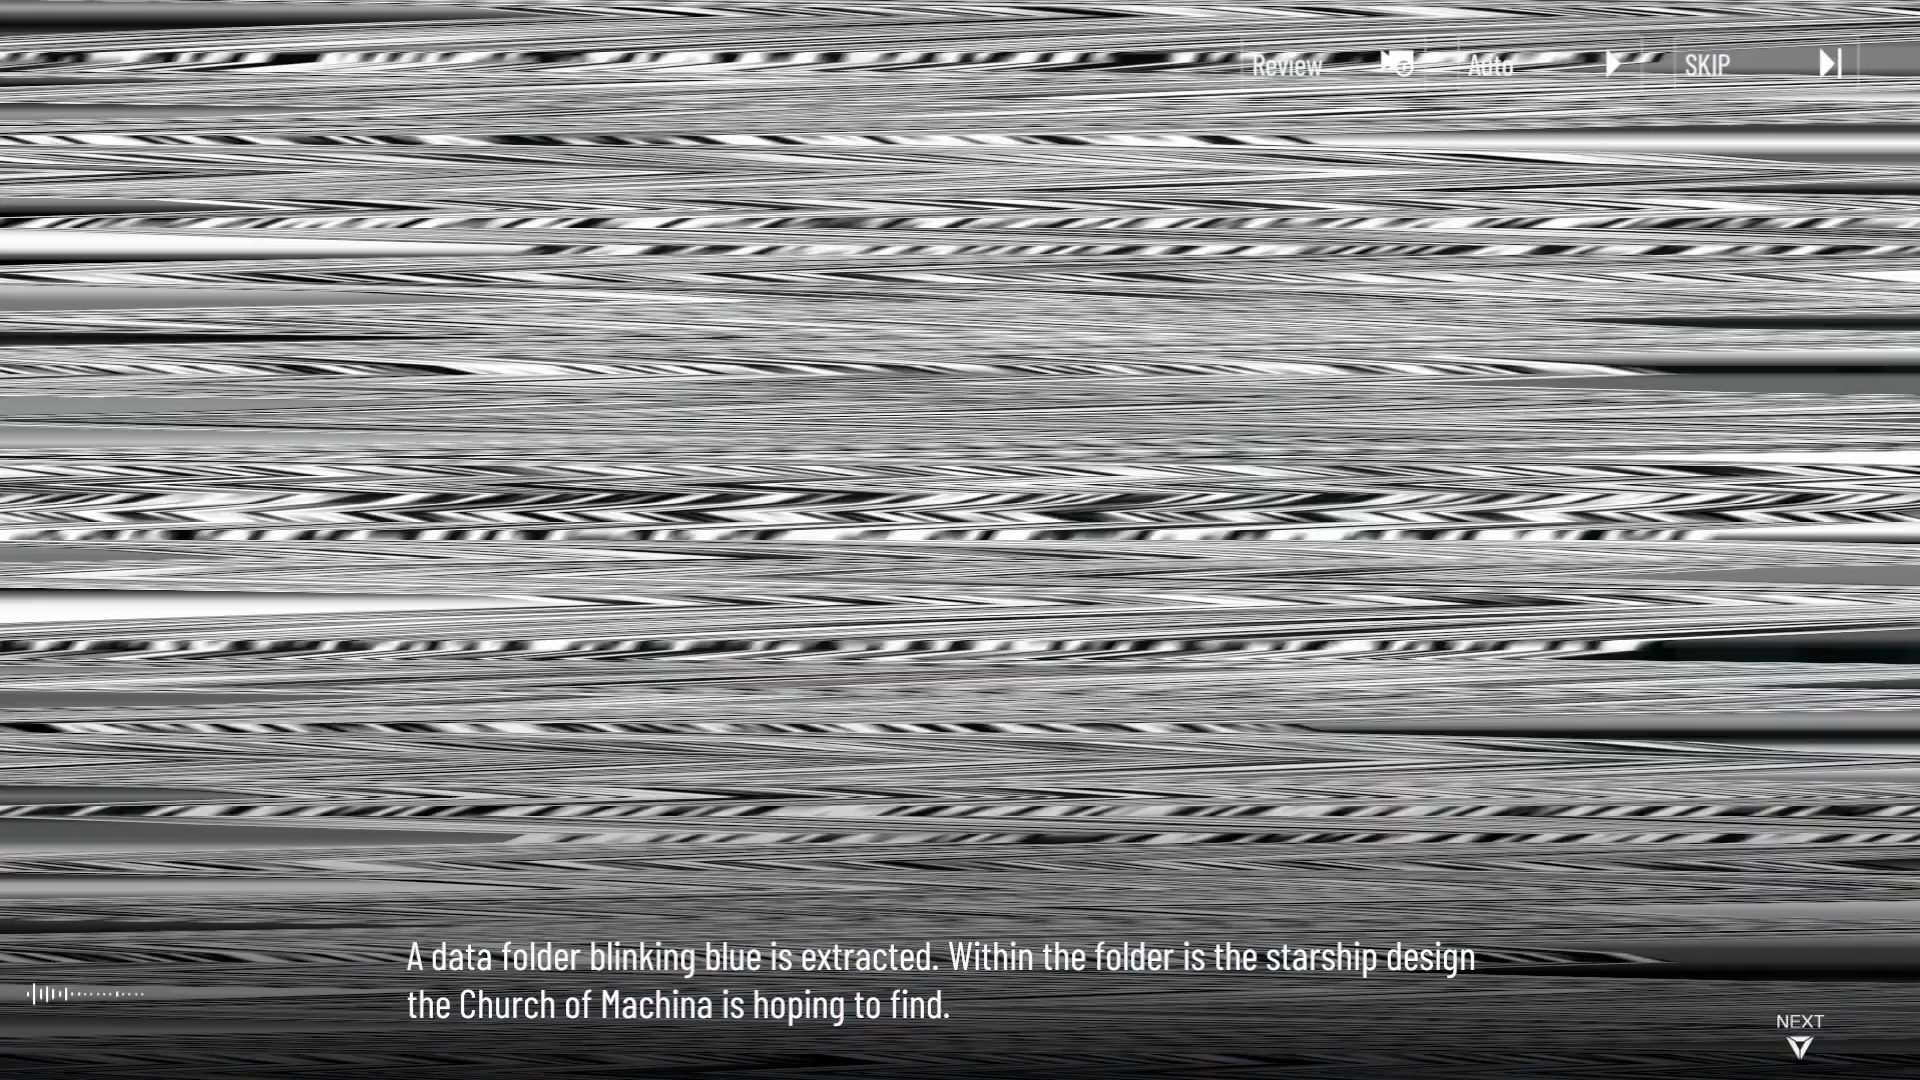 Review
Auto
SKIP
A data folder blinking blue is extracted. Within the folder is the starship design
the Church of Machina is hoping to find.
NEXT